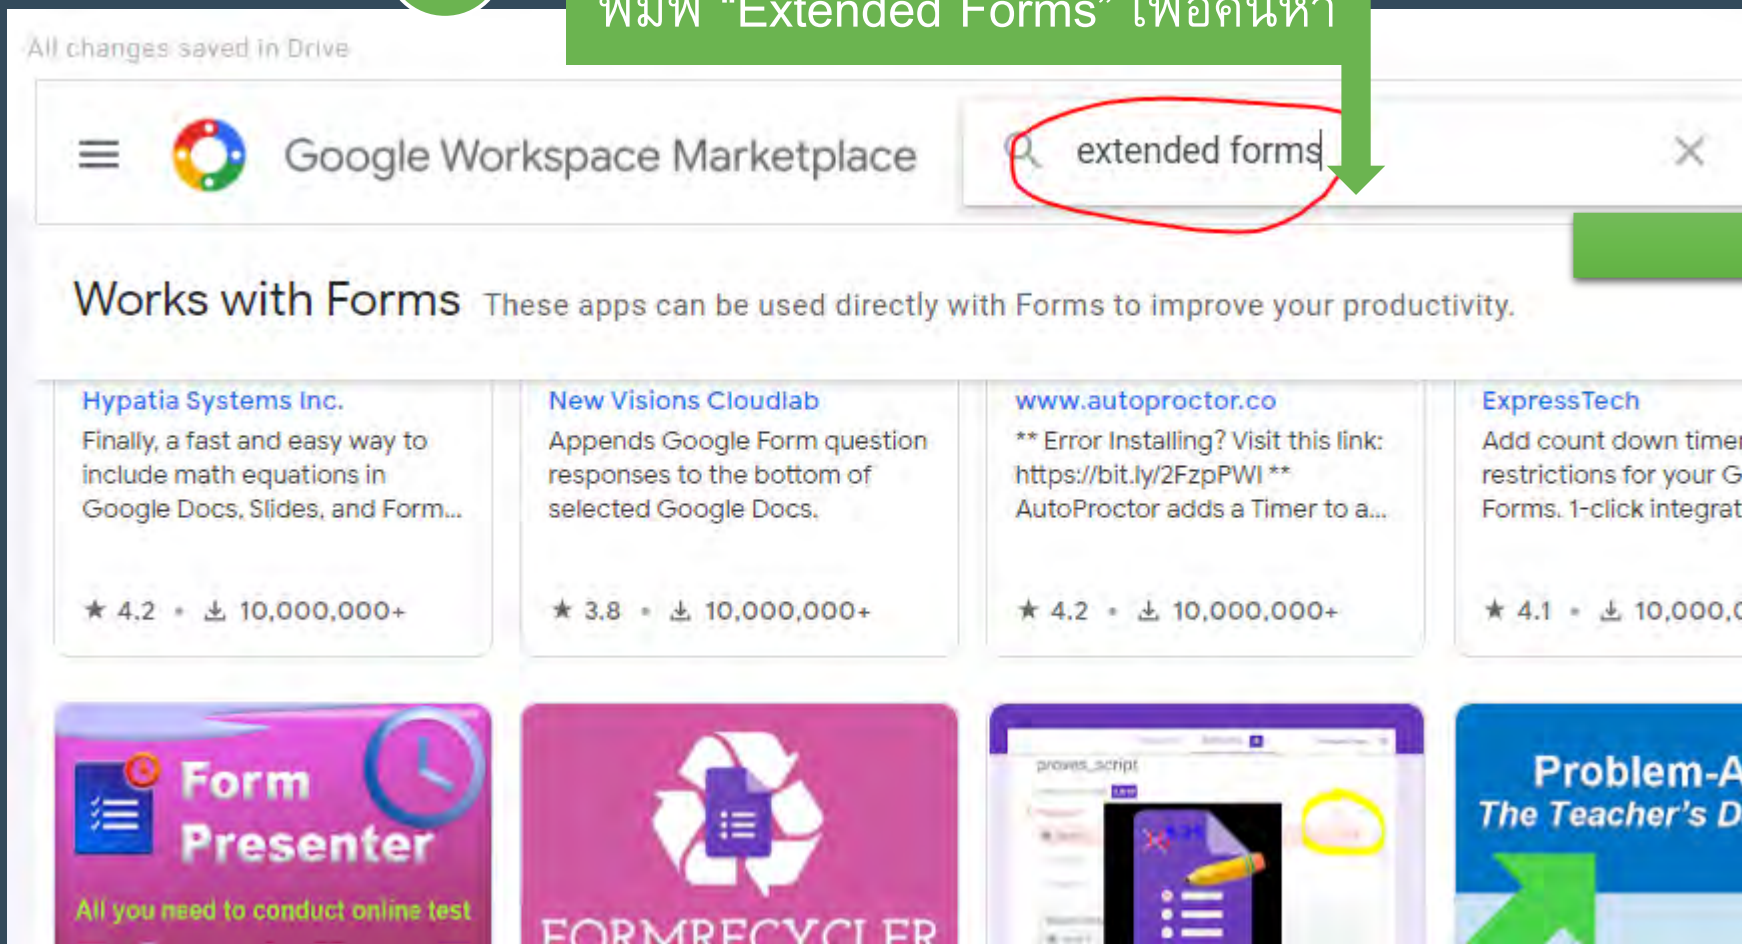 พิมพ์ “Extended Forms” เพื่อค้นหา
All changes saved in Drive
Google Workspace Marketplace
extended forms
Works with Forms These apps can be used directly with Forms to improve your productivity.
Hypatia Systems Inc.
Finally, a fast and easy way to
include math equations in
Google Docs, Slides, and Form...
★ 4.2 • 10,000,000+
New Visions Cloudlab
Appends Google Form question
responses to the bottom of
selected Google Docs.
★ 3.8 • 10,000,000+
www.autoproctor.co
** Error Installing? Visit this link:
https://bit.ly/2FzpPWI **
AutoProctor adds a Timer to a...
★ 4.2 • 10,000,000+
ExpressTech
Add count down timer
restrictions for your G
Forms. 1-click integrat
★ 4.1 • 10,000,0
Form
Presenter
All you need to conduct online test
FORMRECYCLER
proves_script
Problem-A
The Teacher's D